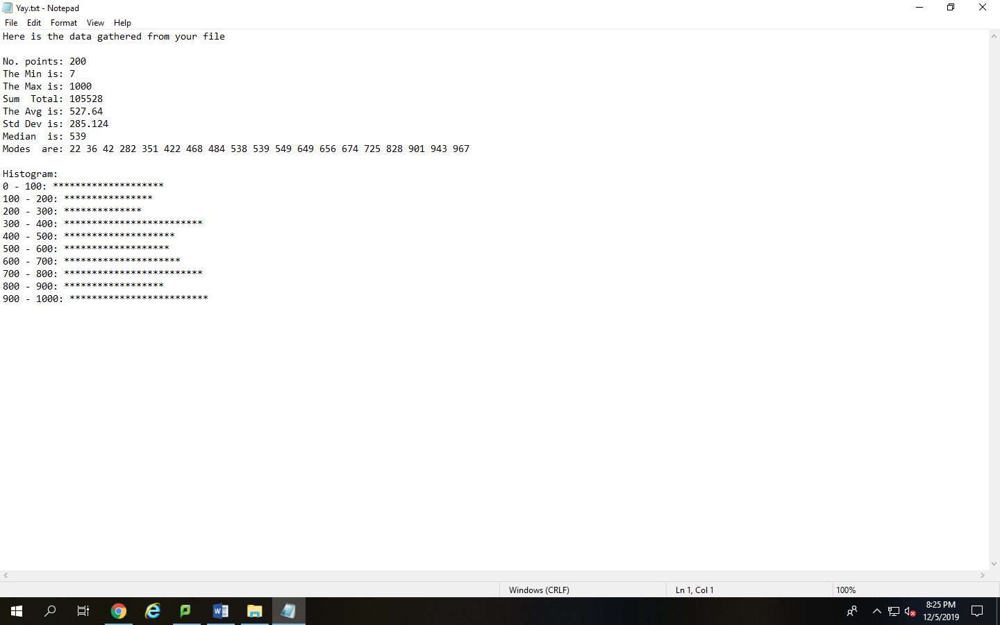 Yay.txt - Notepad
File Edit Format View Help
Here is the data gathered from your file

No. points: 200
The Min is: 7
The Max is: 1000
Sum  Total: 105528
The Avg is: 527.64
Std Dev is: 285.124
Median  is: 539
Modes  are: 22 36 42 282 351 422 468 484 538 539 549 649 656 674 725 828 901 943 967

Histogram:
0 - 100: ********************
100 - 200: ****************
200 - 300: **************
300 - 400: *************************
400 - 500: ********************
500 - 600: *******************
600 - 700: *********************
700 - 800: *************************
800 - 900: ******************
900 - 1000: *************************
Windows (CRLF) Ln 1, Col 1 100%
8:25 PM
12/5/2019